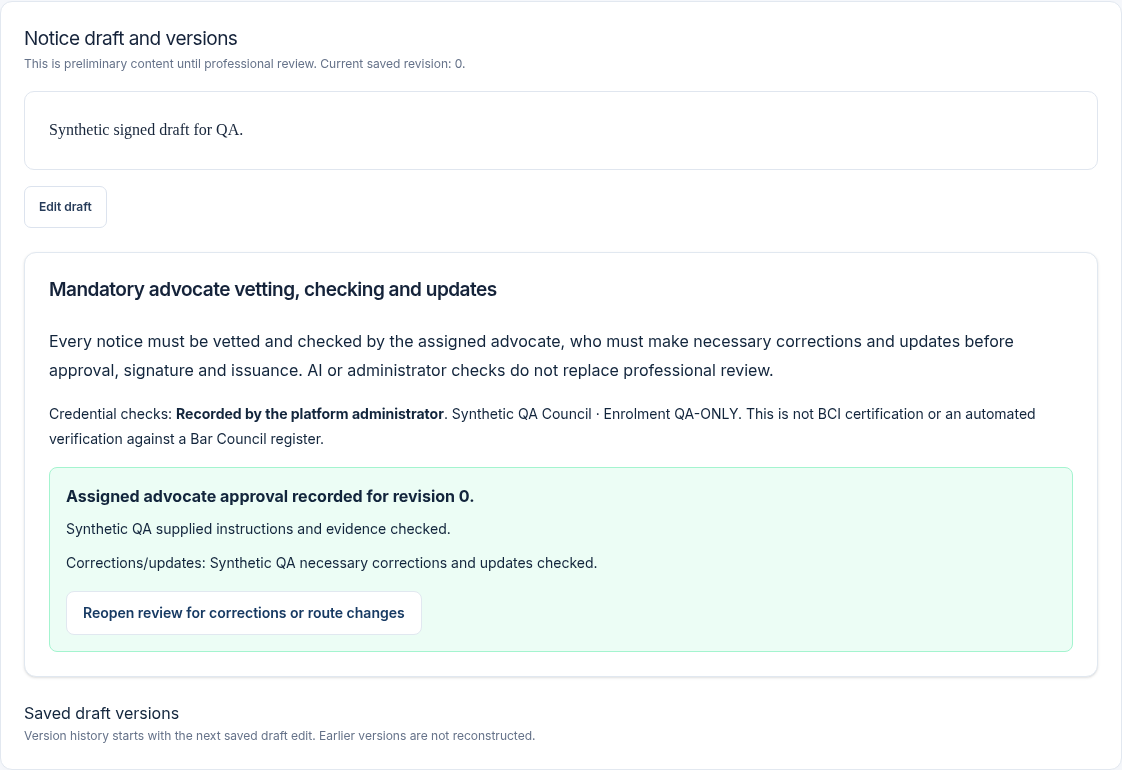 Notice draft and versions
This is preliminary content until professional review. Current saved revision: 0.
Synthetic signed draft for QA.
Edit draft
Mandatory advocate vetting, checking and updates
Every notice must be vetted and checked by the assigned advocate, who must make necessary corrections and updates before
approval, signature and issuance. AI or administrator checks do not replace professional review.
Credential checks: Recorded by the platform administrator. Synthetic QA Council · Enrolment QA-ONLY. This is not BCI certification or an automated
verification against a Bar Council register.
Assigned advocate approval recorded for revision 0.
Synthetic QA supplied instructions and evidence checked.
Corrections/updates: Synthetic QA necessary corrections and updates checked.
Reopen review for corrections or route changes
Saved draft versions
Version history starts with the next saved draft edit. Earlier versions are not reconstructed.